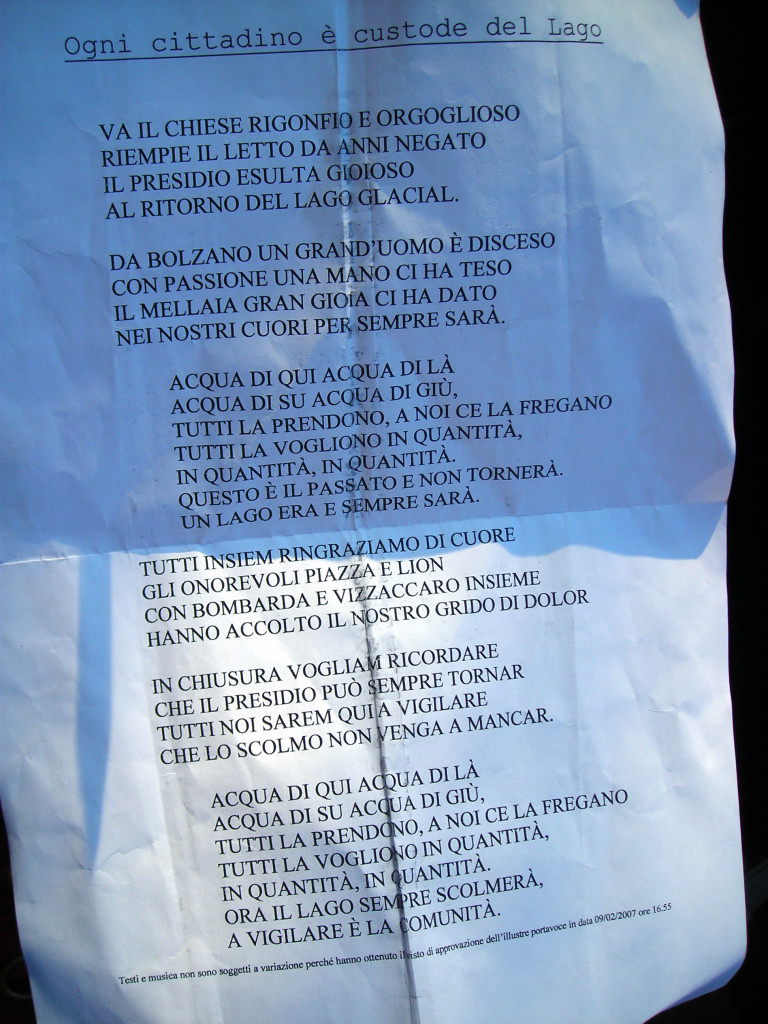 Ogni cittadino è custode del Lago
VA IL CHIESE RIGONFIO E ORGOGLIOSO
RIEMPIE IL LETTO DA ANNI NEGATO
IL PRESIDIO ESULTA GIOIOSO
AL RITORNO DEL LAGO GLACIAL.
DA BOLZANO UN GRAND'UOMO È DISCESO
CON PASSIONE UNA MANO CI HA TESO
IL MELLAIA GRAN GIOIA CI HA DATO
NEI NOSTRI CUORI PER SEMPRE SARÀ.
ACQUA DI QUI ACQUA DI LÀ
ACQUA DI SU ACQUA DI GIÙ,
TUTTI LA PRENDONO, A NOI CE LA FREGANO
TUTTI LA VOGLIONO IN QUANTITÀ,
IN QUANTITÀ, IN QUANTITÀ.
QUESTO È IL PASSATO E NON TORNERÀ.
UN LAGO ERA E SEMPRE SARÀ.
TUTTI INSIEM RINGRAZIAMO DI CUORE
GLI ONOREVOLI PIAZZA E LION
CON BOMBARDA E VIZZACCARO INSIEME
HANNO ACCOLTO IL NOSTRO GRIDO DI DOLOR
IN CHIUSURA VOGLIAM RICORDARE
CHE IL PRESIDIO PUÒ SEMPRE TORNAR
TUTTI NOI SAREM QUI A VIGILARE
CHE LO SCOLMO NON VENGA A MANCAR.
ACQUA DI QUI ACQUA DI LÀ
ACQUA DI SU ACQUA DI GIÙ,
TUTTI LA PRENDONO, A NOI CE LA FREGANO
TUTTI LA VOGLIONO IN QUANTITÀ,
IN QUANTITÀ, IN QUANTITÀ.
ORA IL LAGO SEMPRE SCOLMERÀ,
A VIGILARE È LA COMUNITÀ.
Testi e musica non sono soggetti a variazione perché hanno ottenuto il visto di approvazione dell'illustre portavoce in data 09/02/2007 ore 16.55